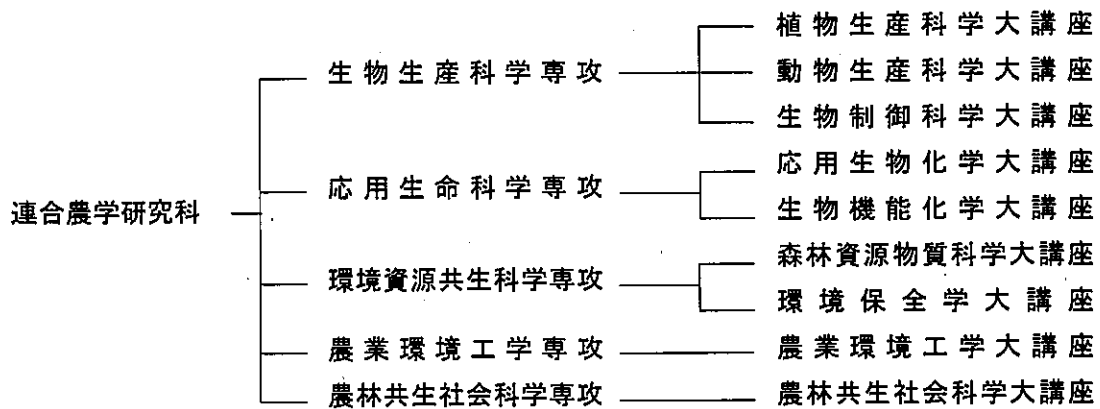 連合農学研究科
生物生産科学専攻
植物生産科学大講座
動物生産科学大講座
生物制御科学大講座
応用生命科学専攻
応用生物化学大講座
生物機能化学大講座
環境資源共生科学専攻
森林資源物質科学大講座
環境保全学大講座
農業環境工学専攻
農業環境工学大講座
農林共生社会科学専攻
農林共生社会科学大講座